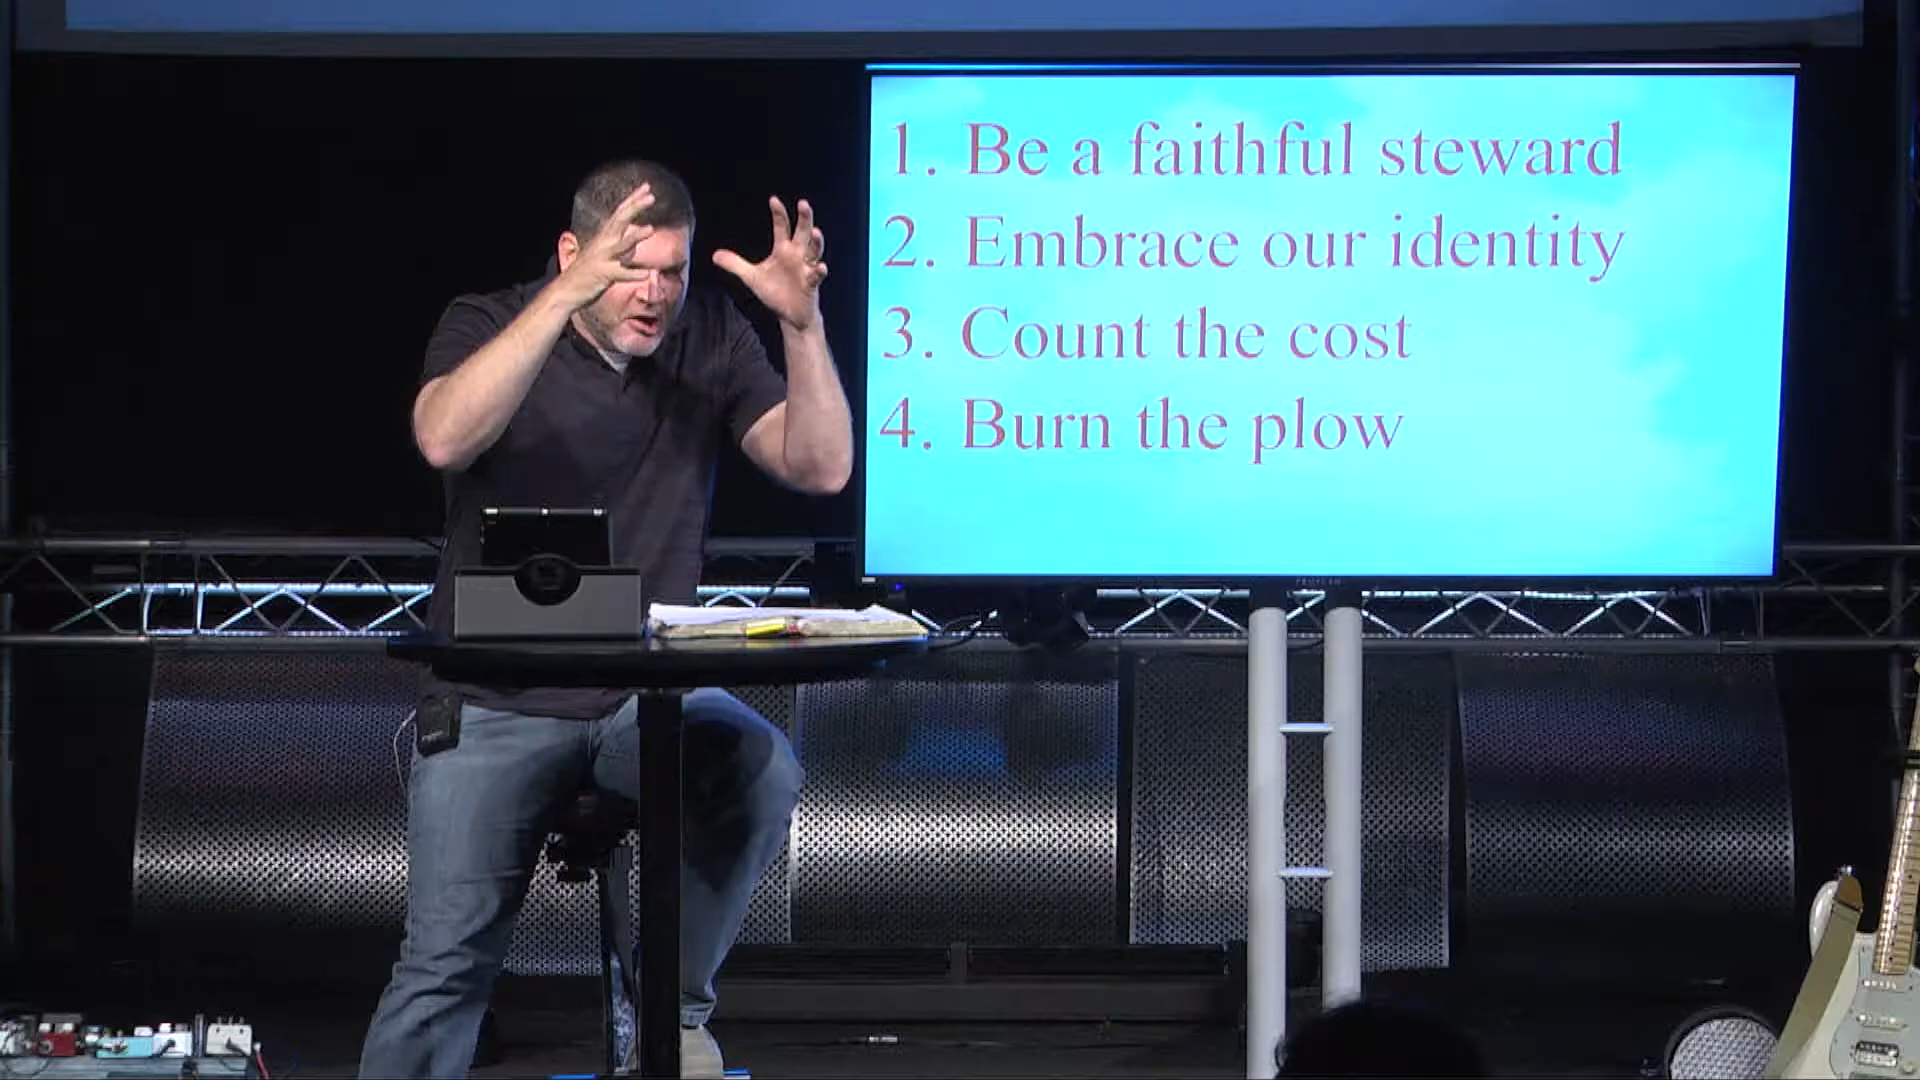 1. Be a faithful steward
2. Embrace our identity
3. Count the cost
4. Burn the plow